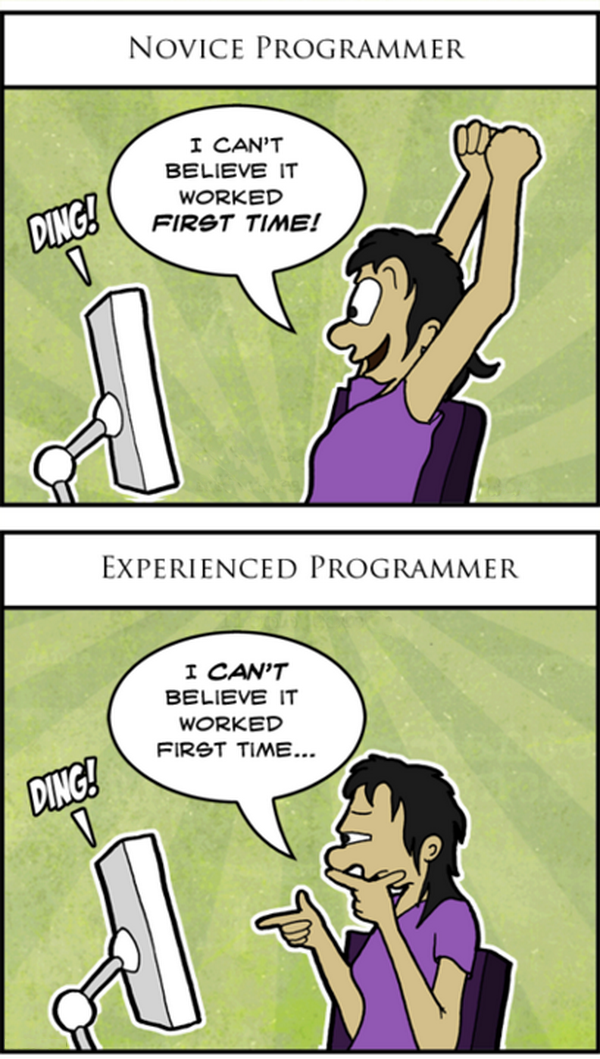 NOVICE PROGRAMMER
I CAN'T
BELIEVE IT
WORKED
FIRST TIME!
DING!
EXPERIENCED PROGRAMMER
I CAN'T
BELIEVE IT
WORKED
FIRST TIME...
DING!